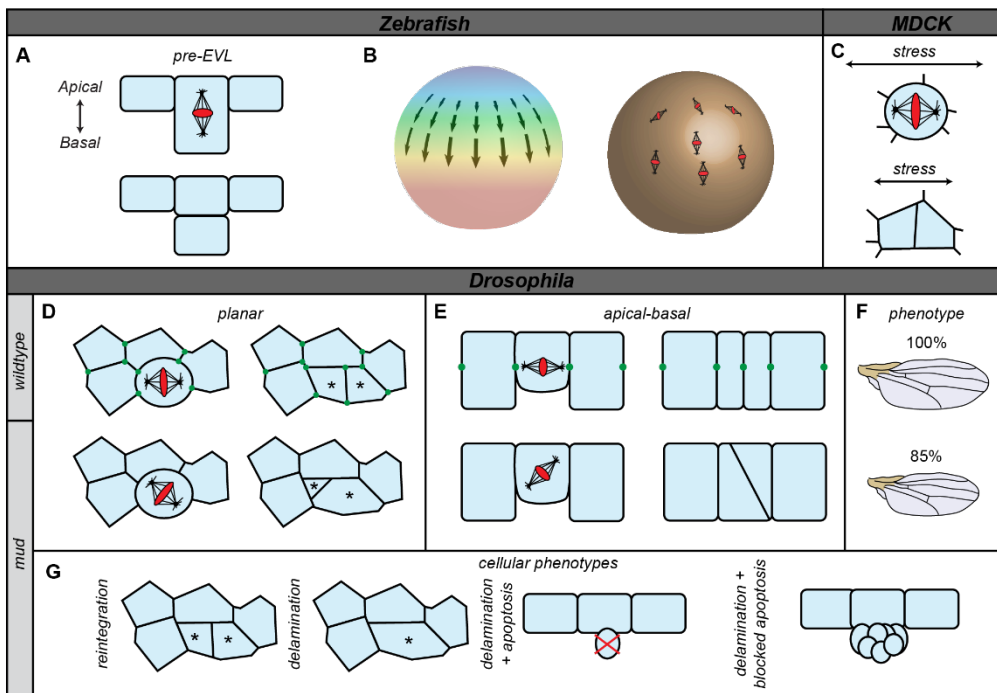 Zebrafish
MDCK
A
pre-EVL
Apical
Basal
B
C
stress
stress
Drosophila
wildtype
D
planar
*
*
E
apical-basal
F
phenotype
100%
mud
*
*
85%
G
cellular phenotypes
reintegration
*
*
delamination
*
delamination
+ apoptosis
delamination +
blocked apoptosis